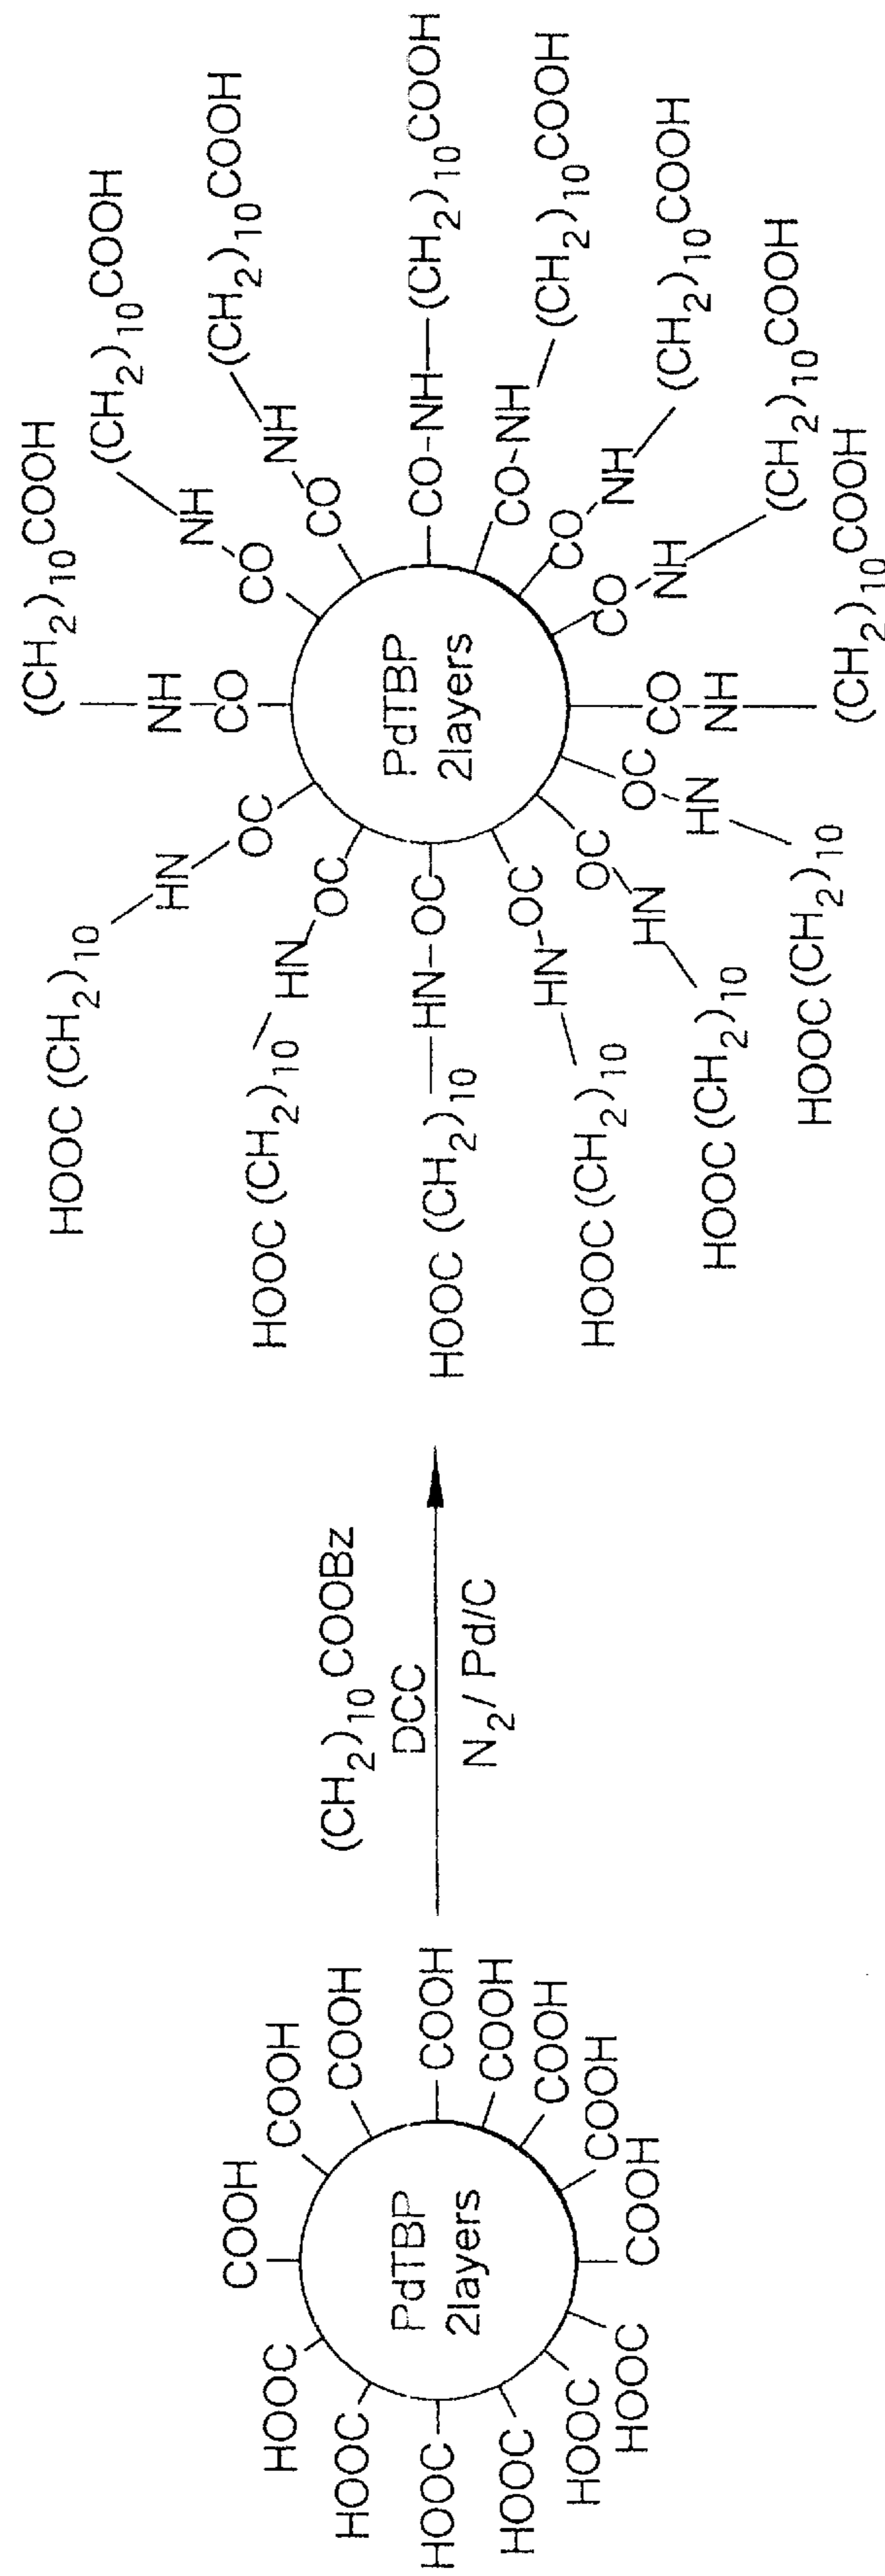 COOH
HOOC
COOH
HOOC
COOH
HOOC
PdTBP
2layers
COOH
HOOC
COOH
HOOC
COOH
HOOC
COOH
COOH
(CH2)10 COOBz
DCC
N2/ Pd/C
(CH2)10COOH
NH
CO
HOOC(CH2)10
HN
OC
CO
NH
(CH2)10COOH
HOOC(CH2)10
HN
OC
CO
NH
(CH2)10COOH
HOOC(CH2)10
HN-OC
PdTBP
2layers
CO-NH
(CH2)10COOH
HOOC(CH2)10
HN
OC
CO-NH
(CH2)10COOH
HOOC(CH2)10
HN
OC
CO
NH
(CH2)10COOH
HOOC(CH2)10
HN
OC
CO
NH
(CH2)10COOH
CO
NH
(CH2)10COOH